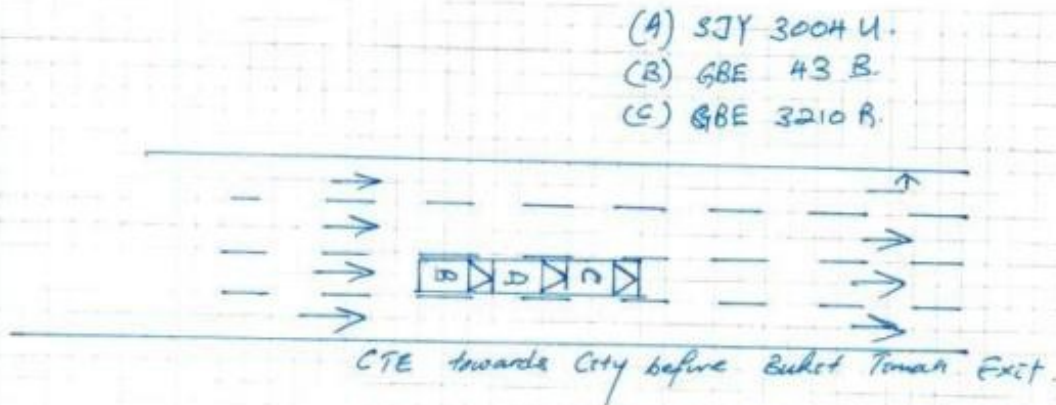 (A) SJY 3004 U.
(B) GBE 43 B.
(C) GBE 3210 R.
B A C
CTE towards City before Bukit Timah Exit.